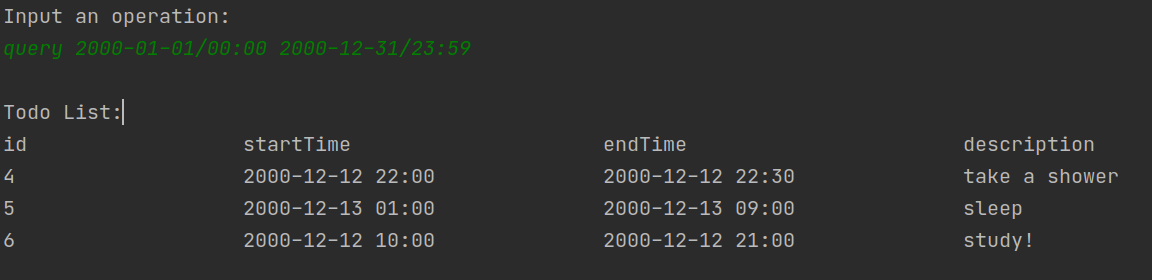 Input an operation:
query 2000-01-01/00:00 2000-12-31/23:59
Todo List:
id startTime endTime description
4 2000-12-12 22:00 2000-12-12 22:30 take a shower
5 2000-12-13 01:00 2000-12-13 09:00 sleep
6 2000-12-12 10:00 2000-12-12 21:00 study!